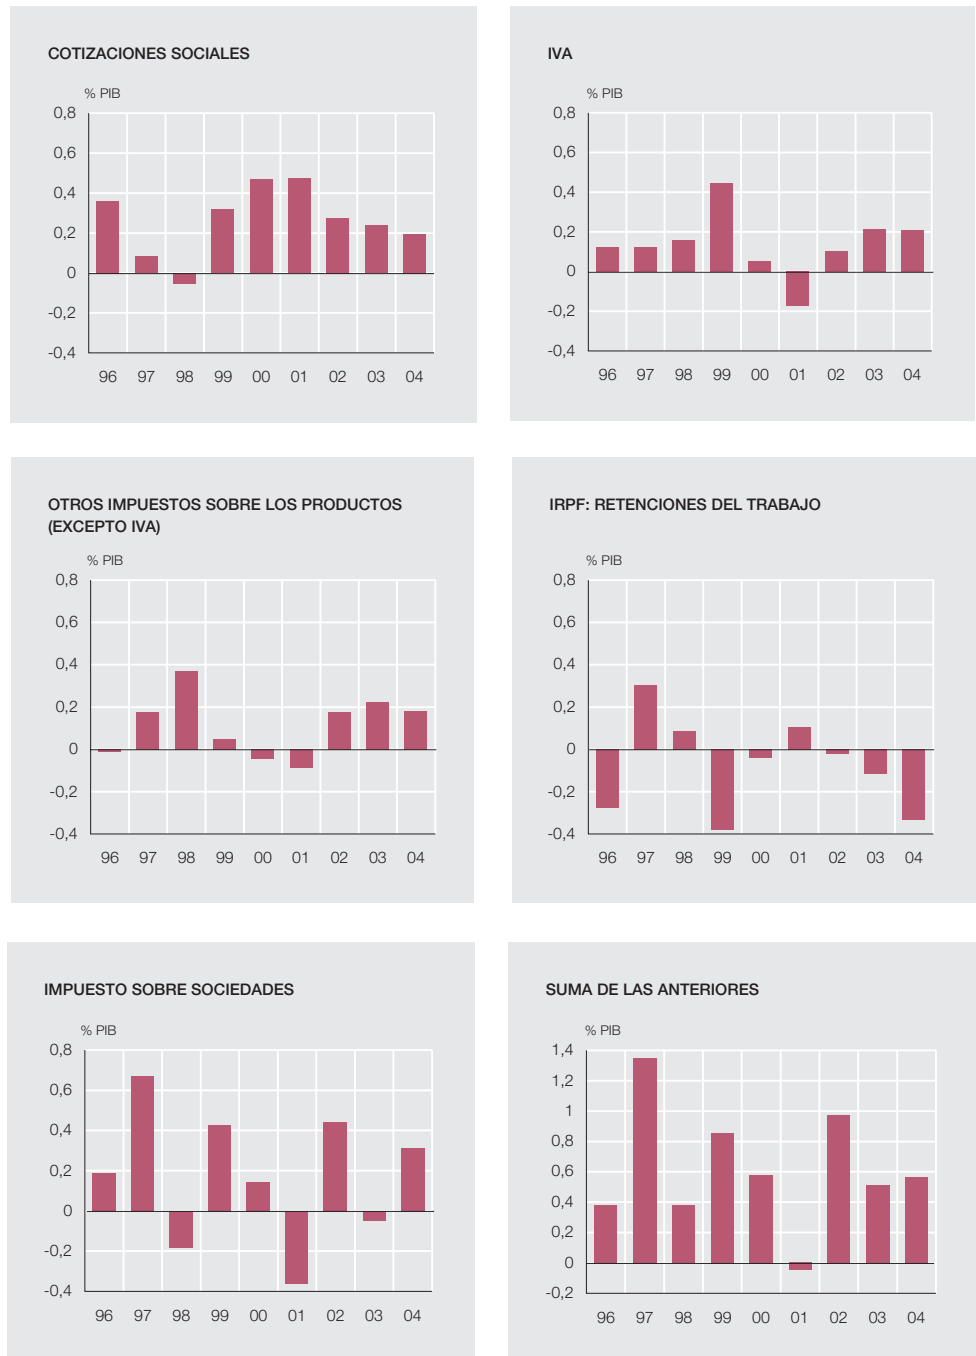 COTIZACIONES SOCIALES
% PIB
0,8
0,6
0,4
0,2
0
-0,2
-0,4
96 97 98 99 00 01 02 03 04
IVA
% PIB
0,8
0,6
0,4
0,2
0
-0,2
-0,4
96 97 98 99 00 01 02 03 04
OTROS IMPUESTOS SOBRE LOS PRODUCTOS
(EXCEPTO IVA)
% PIB
0,8
0,6
0,4
0,2
0
-0,2
-0,4
96 97 98 99 00 01 02 03 04
IRPF: RETENCIONES DEL TRABAJO
% PIB
0,8
0,6
0,4
0,2
0
-0,2
-0,4
96 97 98 99 00 01 02 03 04
IMPUESTO SOBRE SOCIEDADES
% PIB
0,8
0,6
0,4
0,2
0
-0,2
-0,4
96 97 98 99 00 01 02 03 04
SUMA DE LAS ANTERIORES
% PIB
1,4
1,2
1
0,8
0,6
0,4
0,2
0
-0,2
96 97 98 99 00 01 02 03 04